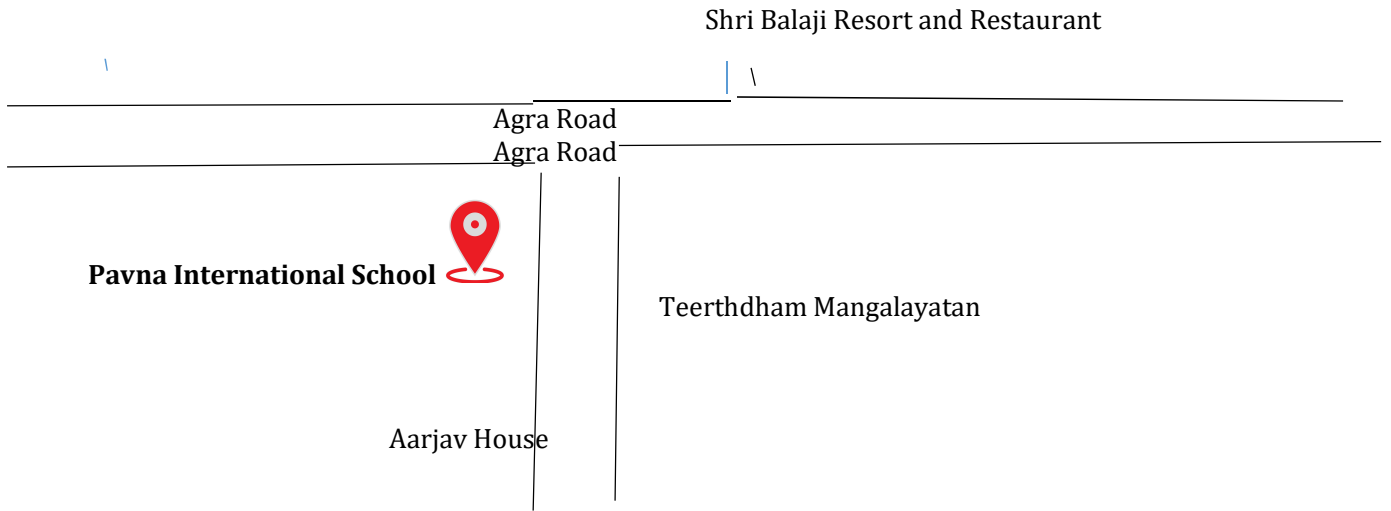 Shri Balaji Resort and Restaurant
Agra Road
Agra Road
Pavna International School
Teerthdham Mangalayatan
Aarjav House